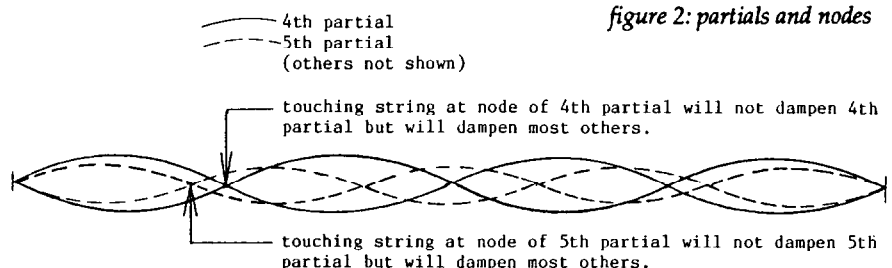 figure 2: partials and nodes
4th partial
5th partial
(others not shown)
touching string at node of 4th partial will not dampen 4th
partial but will dampen most others.
touching string at node of 5th partial will not dampen 5th
partial but will dampen most others.